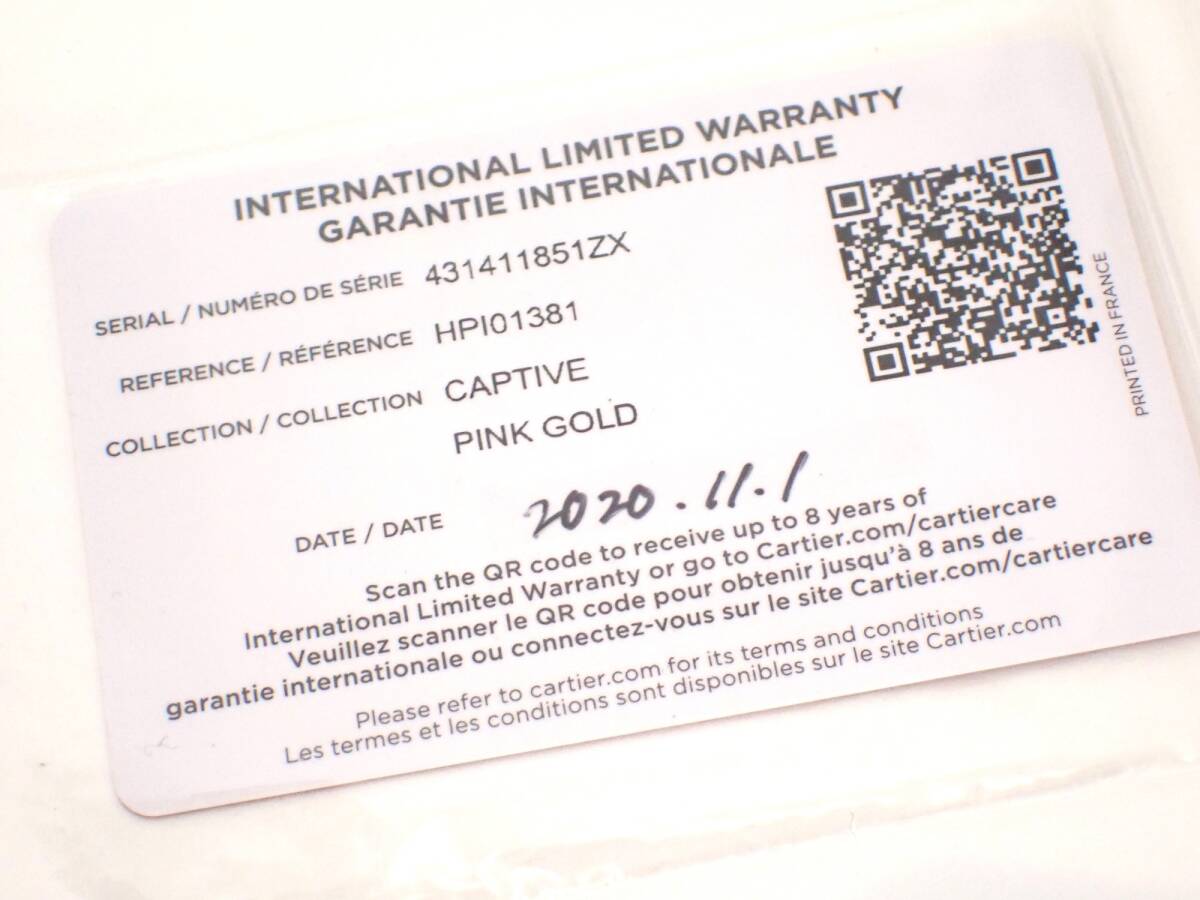 INTERNATIONAL LIMITED WARRANTY
GARANTIE INTERNATIONALE
SERIAL / NUMÉRO DE SÉRIE 431411851ZX
REFERENCE / RÉFÉRENCE HPI01381
COLLECTION / COLLECTION CAPTIVE
PINK GOLD
DATE / DATE 2020.11.1
Scan the QR code to receive up to 8 years of
International Limited Warranty or go to Cartier.com/cartiercare
Veuillez scanner le QR code pour obtenir jusqu'à 8 ans de
garantie internationale ou connectez-vous sur le site Cartier.com/cartiercare
Please refer to cartier.com for its terms and conditions
Les termes et les conditions sont disponibles sur le site Cartier.com
PRINTED IN FRANCE